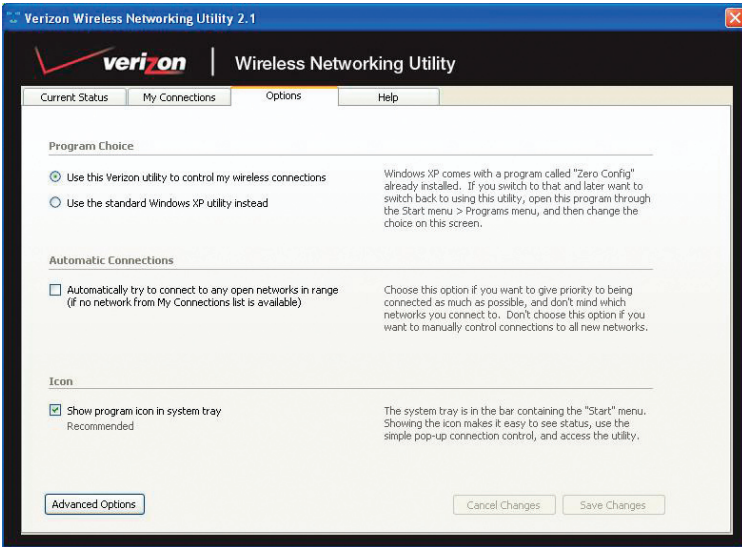 Verizon Wireless Networking Utility 2.1
verizon | Wireless Networking Utility
Current Status My Connections Options Help
Program Choice
Use this Verizon utility to control my wireless connections
Use the standard Windows XP utility instead
Windows XP comes with a program called "Zero Config"
already installed. If you switch to that and later want to
switch back to using this utility, open this program through
the Start menu > Programs menu, and then change the
choice on this screen.
Automatic Connections
Automatically try to connect to any open networks in range
(if no network from My Connections list is available)
Choose this option if you want to give priority to being
connected as much as possible, and don't mind which
networks you connect to. Don't choose this option if you
want to manually control connections to all new networks.
Icon
Show program icon in system tray
Recommended
The system tray is in the bar containing the "Start" menu.
Showing the icon makes it easy to see status, use the
simple pop-up connection control, and access the utility.
Advanced Options Cancel Changes Save Changes